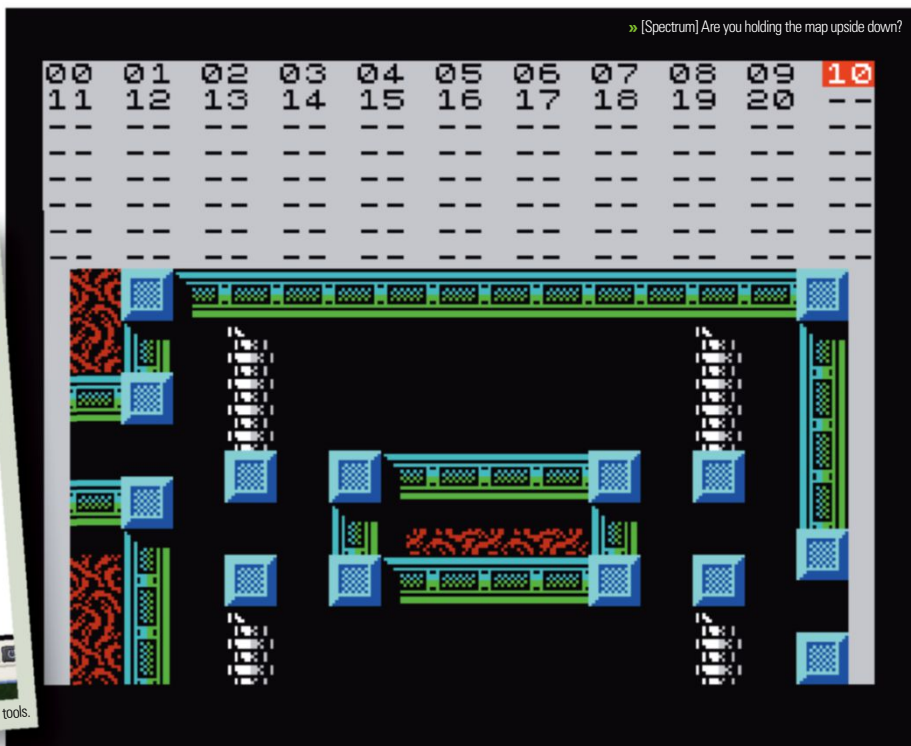 » [Spectrum] Are you holding the map upside down?
00 01 02 03 04 05 06 07 08 09 10
11 12 13 14 15 16 17 18 19 20 --
-- -- -- -- -- -- -- -- -- -- --
-- -- -- -- -- -- -- -- -- -- --
-- -- -- -- -- -- -- -- -- -- --
-- -- -- -- -- -- -- -- -- -- --
-- -- -- -- -- -- -- -- -- -- --
-- -- -- -- -- -- -- -- -- -- --
tools.